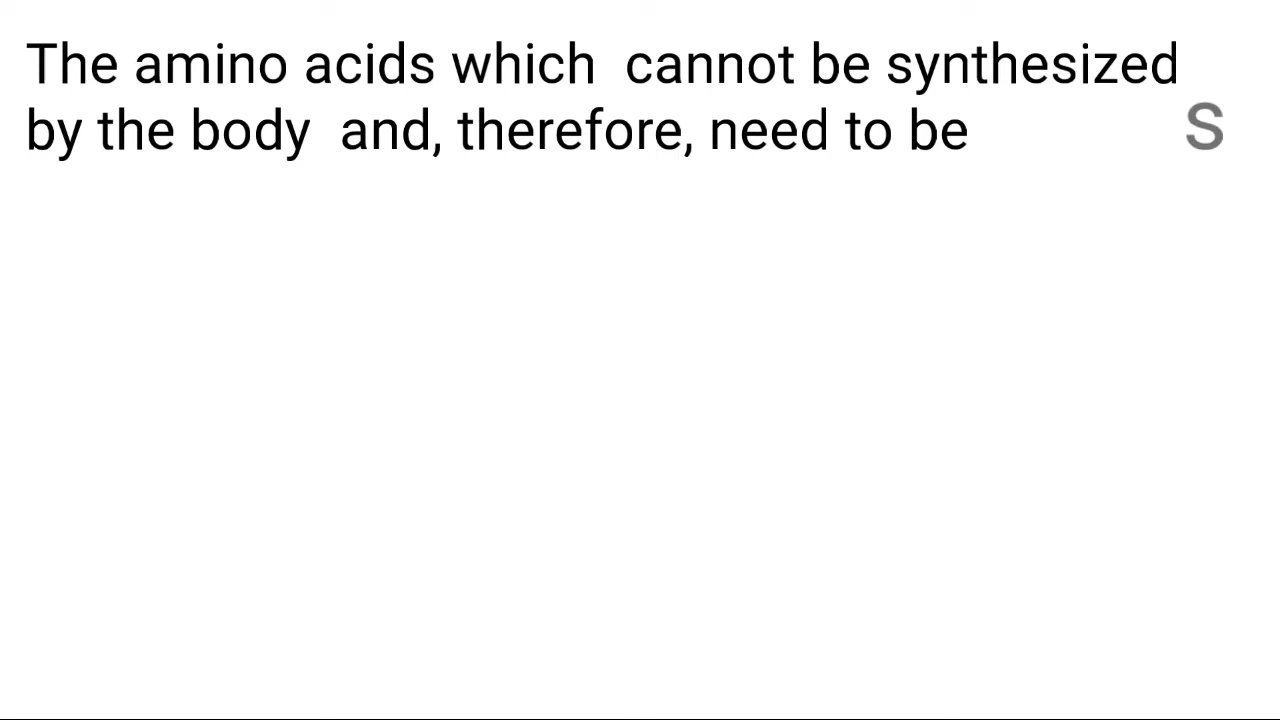 The amino acids which  cannot be synthesized
by the body  and, therefore, need to be S